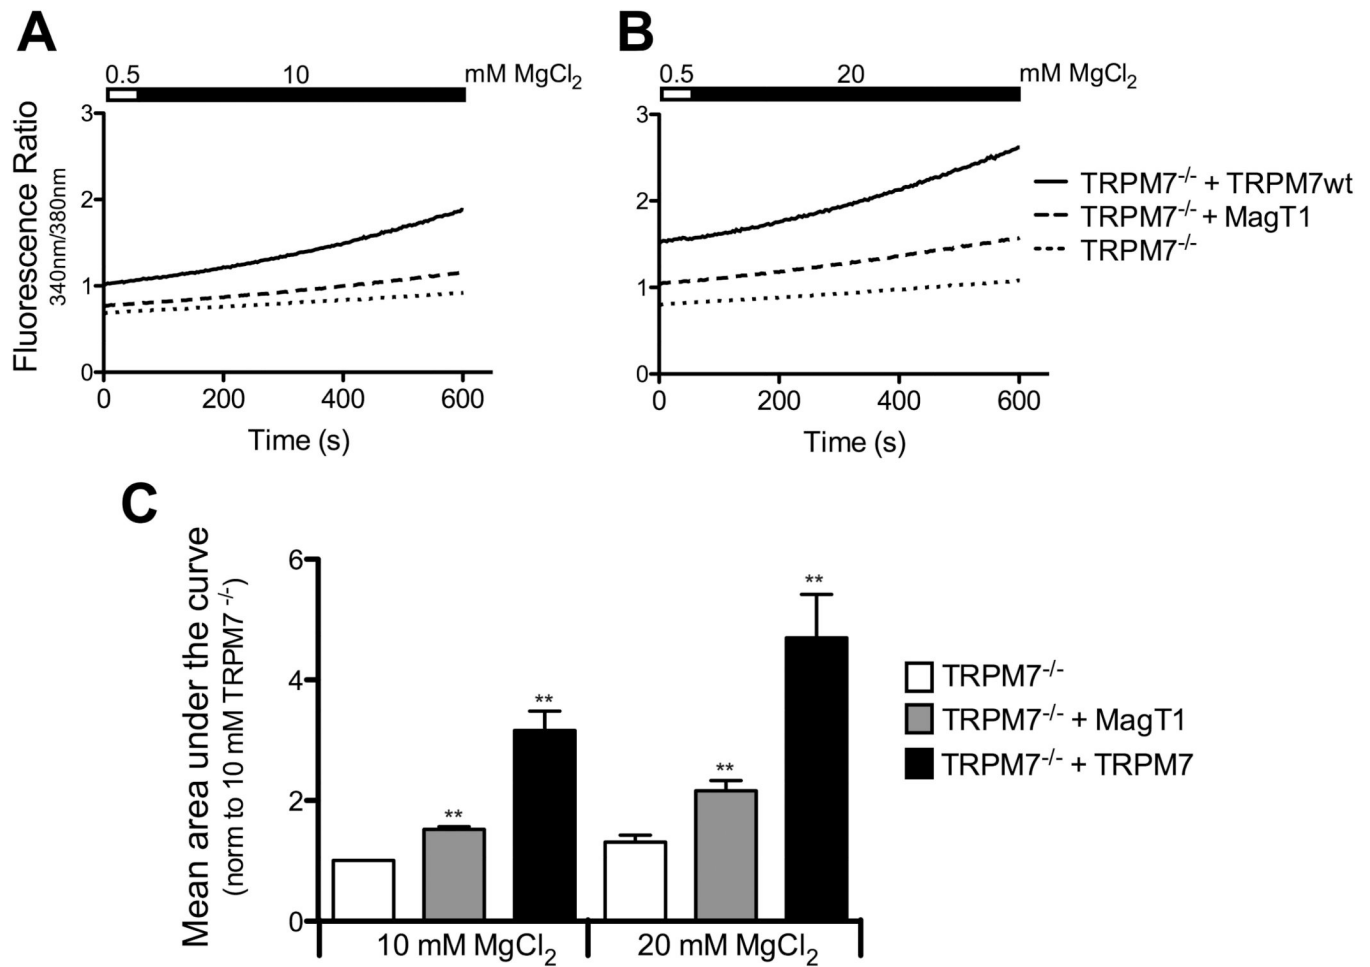 A
0.5 10 mM MgCl2
Fluorescence Ratio
340nm/380nm
3
2
1
0
0 200 400 600
Time (s)
B
0.5 20 mM MgCl2
3
2
1
0
0 200 400 600
Time (s)
TRPM7-/- + TRPM7wt
TRPM7-/- + MagT1
TRPM7-/-
C
Mean area under the curve
(norm to 10 mM TRPM7 -/-)
6
4
2
0
**
**
**
**
10 mM MgCl2
20 mM MgCl2
TRPM7-/-
TRPM7-/- + MagT1
TRPM7-/- + TRPM7